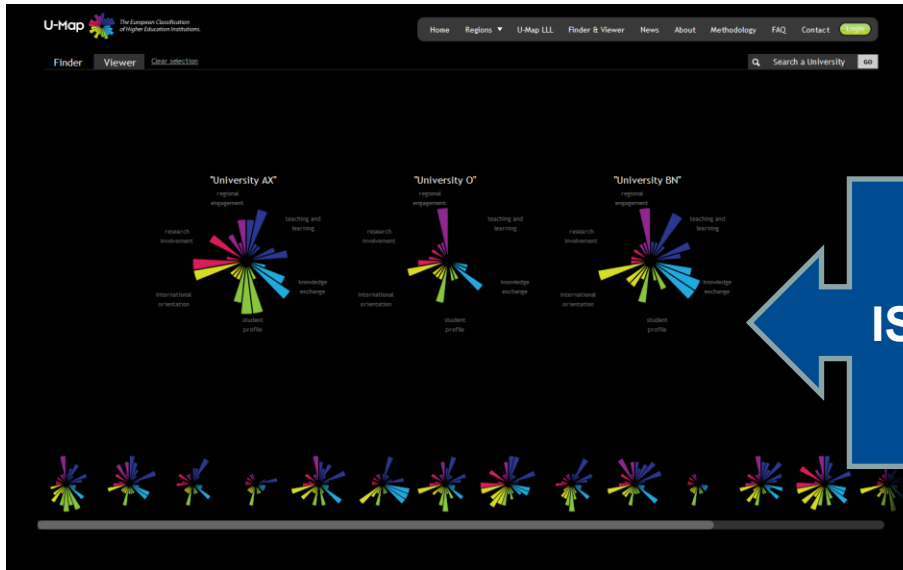 U-Map
The European Classification
of Higher Education Institutions.
Home Regions ▼ U-Map LLL Finder & Viewer News About Methodology FAQ Contact Login
Finder Viewer Clear selection
Search a University GO
"University AX"
regional
engagement
teaching and
learning
research
involvement
knowledge
exchange
international
orientation
student
profile
"University O"
regional
engagement
teaching and
learning
research
involvement
knowledge
exchange
international
orientation
student
profile
"University BN"
regional
engagement
teaching and
learning
research
involvement
knowledge
exchange
international
orientation
student
profile
IS